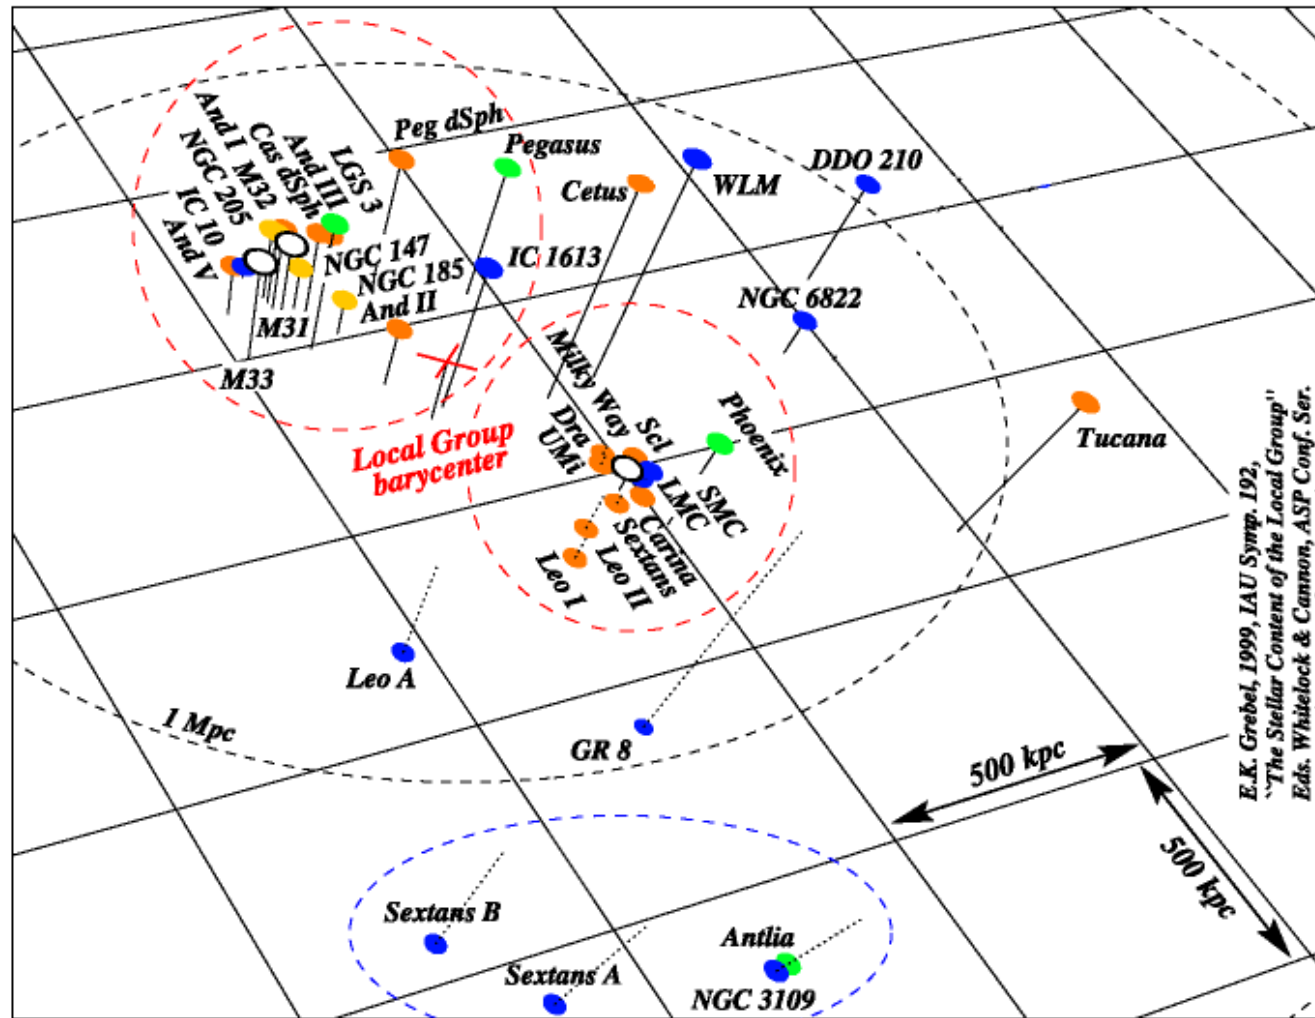 And I
M32
Cas dSph
And III
LGS 3
NGC 205
IC 10
And V
Peg dSph
Pegasus
Cetus
WLM
DDO 210
NGC 147
NGC 185
And II
IC 1613
NGC 6822
M31
M33
Local Group
barycenter
Milky Way
Dra
UMi
Scl
Phoenix
Tucana
SMC
LMC
Carina
Sextans
Leo II
Leo I
Leo A
GR 8
1 Mpc
500 kpc
500 kpc
Sextans B
Sextans A
Antlia
NGC 3109
E.K. Grebel, 1999, IAU Symp. 192,
``The Stellar Content of the Local Group''
Eds. Whitelock & Cannon, ASP Conf. Ser.